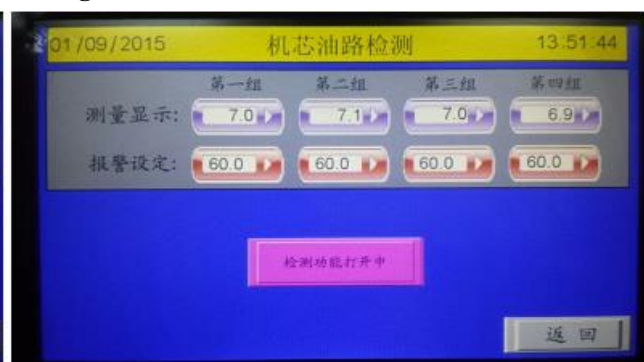 01/09/2015 机芯油路检测 13:51:44
第一组 第二组 第三组 第四组
测量显示: 7.0 7.1 7.0 6.9
报警设定: 60.0 60.0 60.0 60.0
检测功能打开中
返回